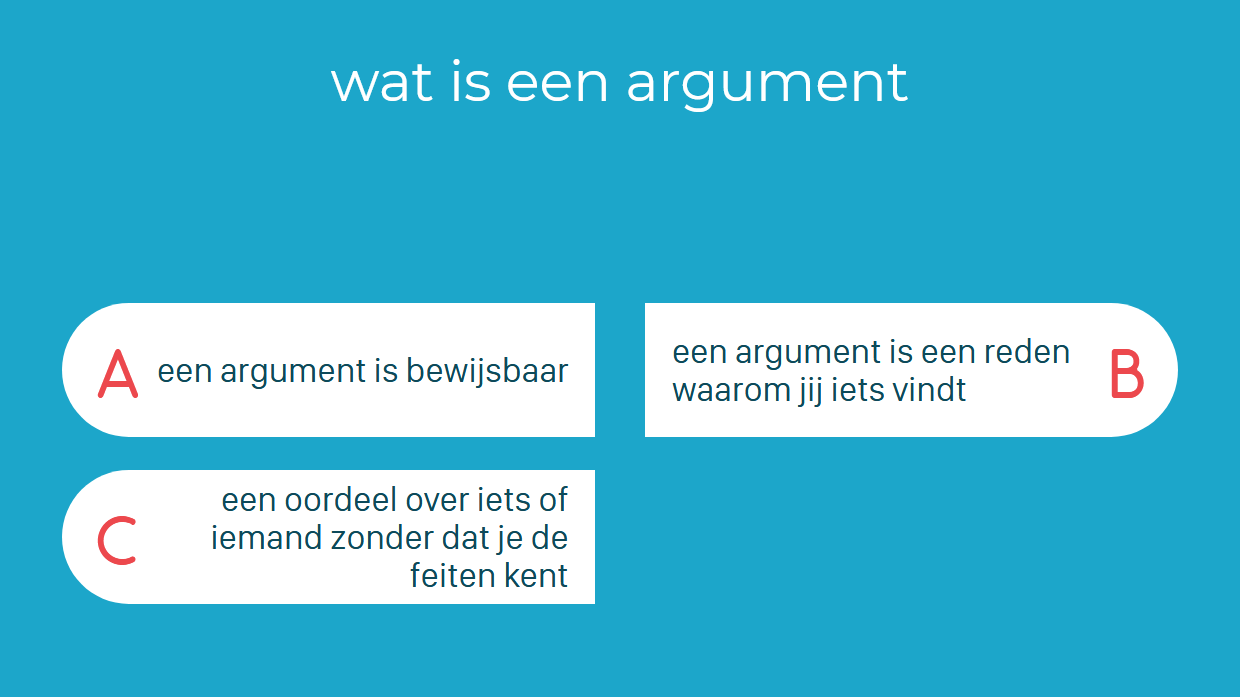 wat is een argument
A
een argument is bewijsbaar
een argument is een reden
waarom jij iets vindt
B
C
een oordeel over iets of
iemand zonder dat je de
feiten kent